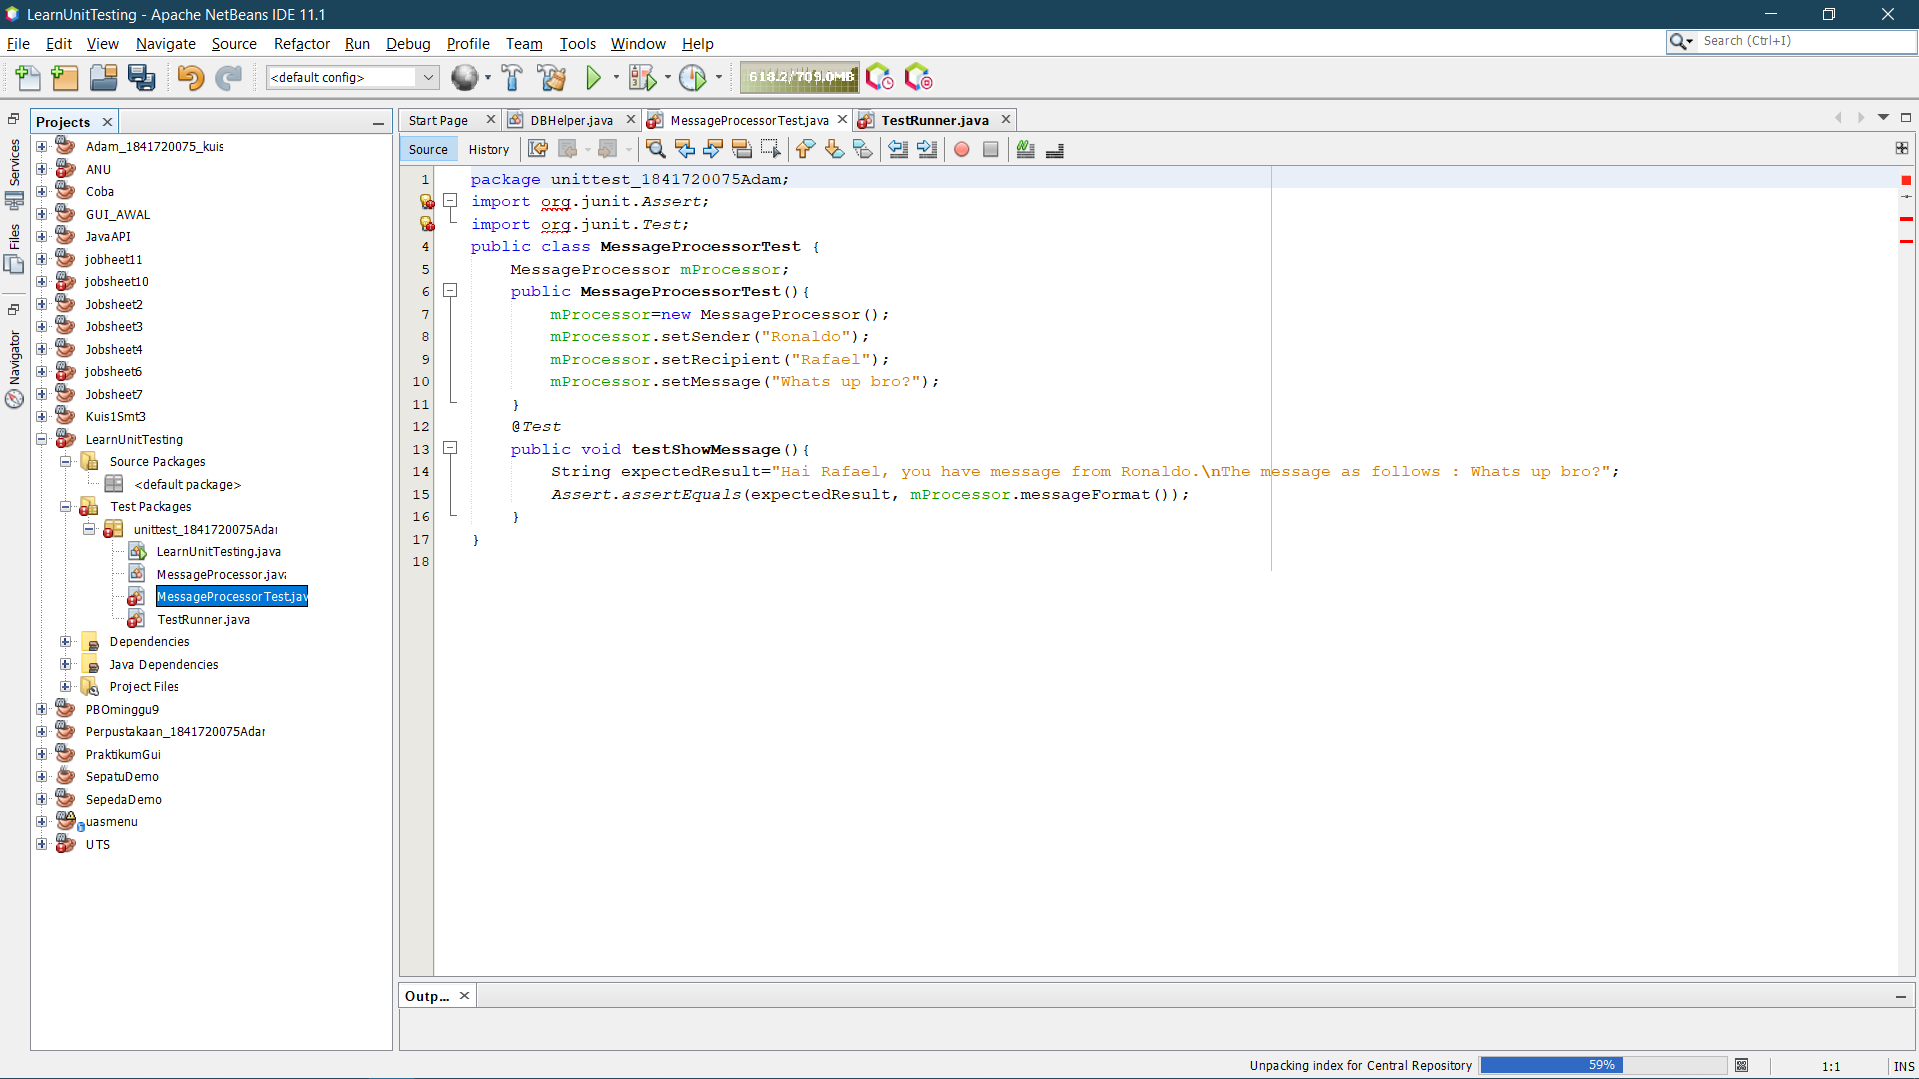 LearnUnitTesting - Apache NetBeans IDE 11.1
File Edit View Navigate Source Refactor Run Debug Profile Team Tools Window Help
Search (Ctrl+I)
<default config>
618.2/709.0MB
Projects
Services
Files
Navigator
Adam_1841720075_kuis
ANU
Coba
GUI_AWAL
JavaAPI
jobheet11
jobsheet10
Jobsheet2
Jobsheet3
Jobsheet4
jobsheet6
Jobsheet7
Kuis1Smt3
LearnUnitTesting
Source Packages
<default package>
Test Packages
unittest_1841720075Adar
LearnUnitTesting.java
MessageProcessor.java
MessageProcessorTest.jav
TestRunner.java
Dependencies
Java Dependencies
Project Files
PBOminggu9
Perpustakaan_1841720075Adar
PraktikumGui
SepatuDemo
SepedaDemo
uasmenu
UTS
Start Page DBHelper.java MessageProcessorTest.java TestRunner.java
Source History
1 package unittest_1841720075Adam;
import org.junit.Assert;
import org.junit.Test;
4 public class MessageProcessorTest {
5 MessageProcessor mProcessor;
6 public MessageProcessorTest(){
7 mProcessor=new MessageProcessor();
8 mProcessor.setSender("Ronaldo");
9 mProcessor.setRecipient("Rafael");
10 mProcessor.setMessage("Whats up bro?");
11 }
12 @Test
13 public void testShowMessage(){
14 String expectedResult="Hai Rafael, you have message from Ronaldo.\nThe message as follows : Whats up bro?";
15 Assert.assertEquals(expectedResult, mProcessor.messageFormat());
16 }
17 }
18
Outp...
Unpacking index for Central Repository 59% 1:1 INS